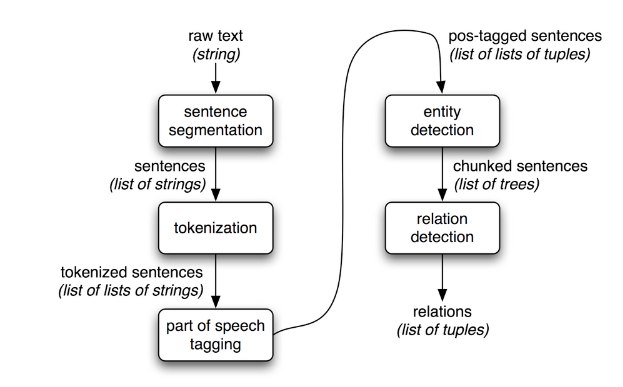 raw text
(string)
sentence
segmentation
sentences
(list of strings)
tokenization
tokenized sentences
(list of lists of strings)
part of speech
tagging
pos-tagged sentences
(list of lists of tuples)
entity
detection
chunked sentences
(list of trees)
relation
detection
relations
(list of tuples)